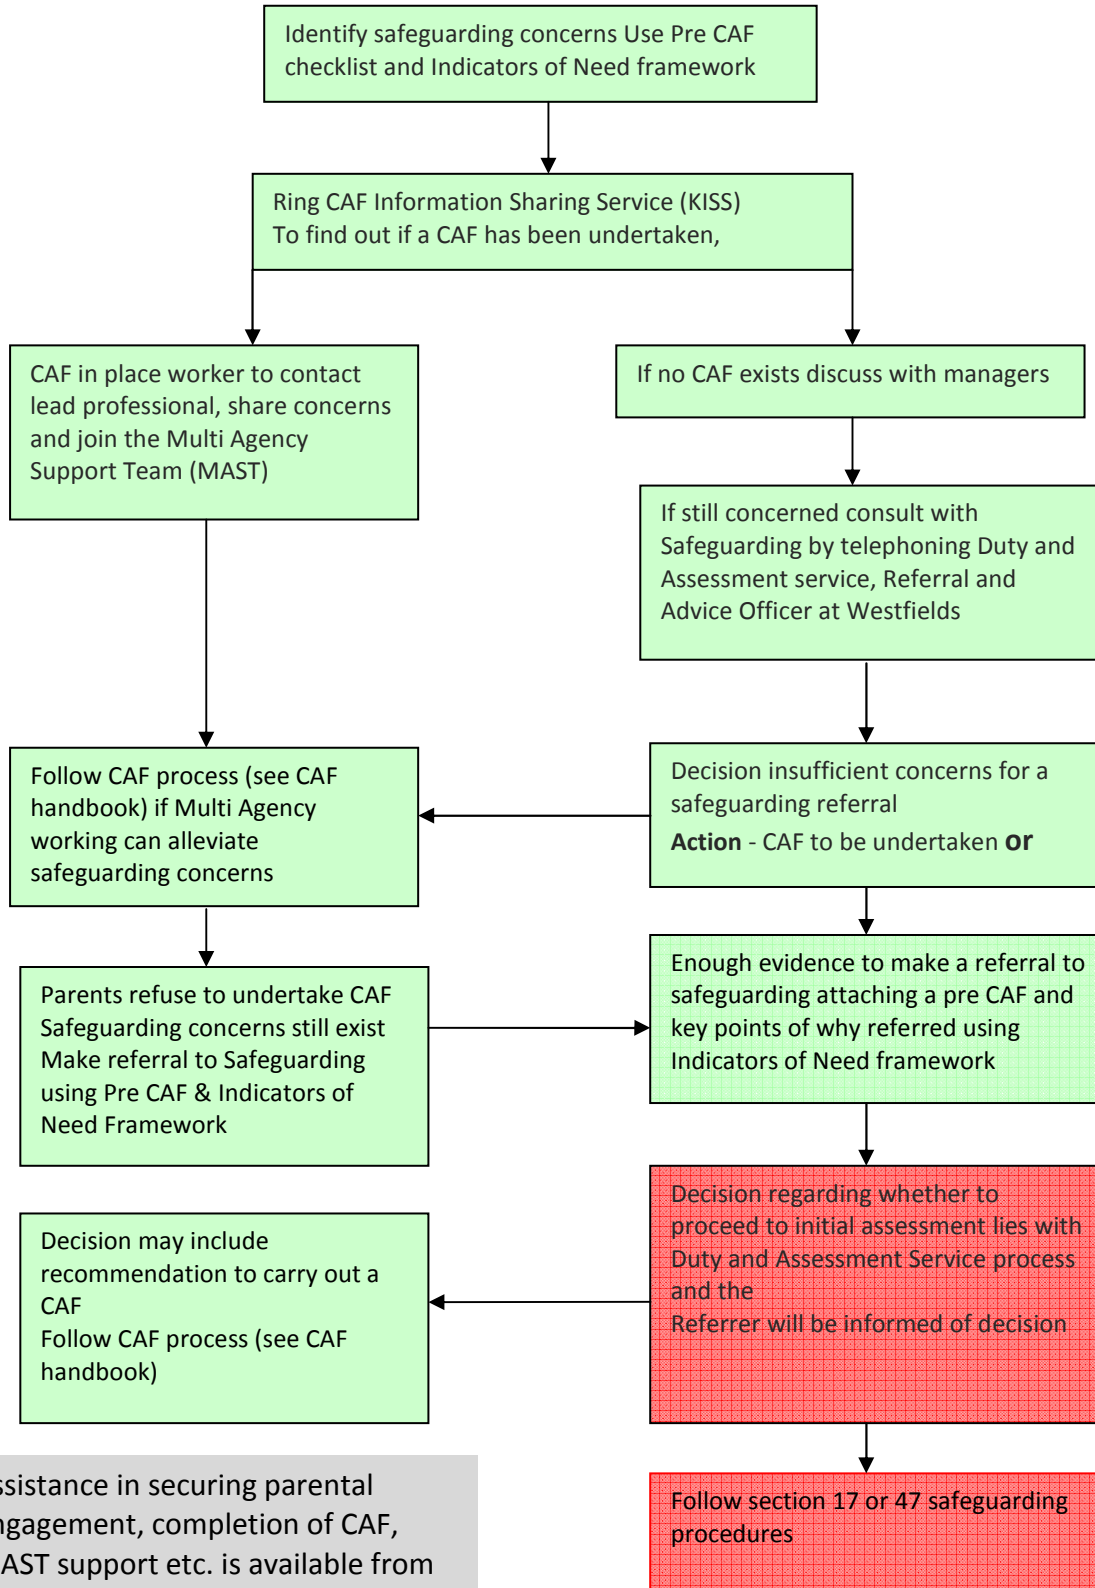 Identify safeguarding concerns Use Pre CAF
checklist and Indicators of Need framework
Ring CAF Information Sharing Service (KISS)
To find out if a CAF has been undertaken,
CAF in place worker to contact
lead professional, share concerns
and join the Multi Agency
Support Team (MAST)
If no CAF exists discuss with managers
If still concerned consult with
Safeguarding by telephoning Duty and
Assessment service, Referral and
Advice Officer at Westfields
Follow CAF process (see CAF
handbook) if Multi Agency
working can alleviate
safeguarding concerns
Decision insufficient concerns for a
safeguarding referral
Action - CAF to be undertaken or
Parents refuse to undertake CAF
Safeguarding concerns still exist
Make referral to Safeguarding
using Pre CAF & Indicators of
Need Framework
Enough evidence to make a referral to
safeguarding attaching a pre CAF and
key points of why referred using
Indicators of Need framework
Decision regarding whether to
proceed to initial assessment lies with
Duty and Assessment Service process
and the
Referrer will be informed of decision
Decision may include
recommendation to carry out a
CAF
Follow CAF process (see CAF
handbook)
Follow section 17 or 47 safeguarding
procedures
ssistance in securing parental
ngagement, completion of CAF,
AST support etc. is available from